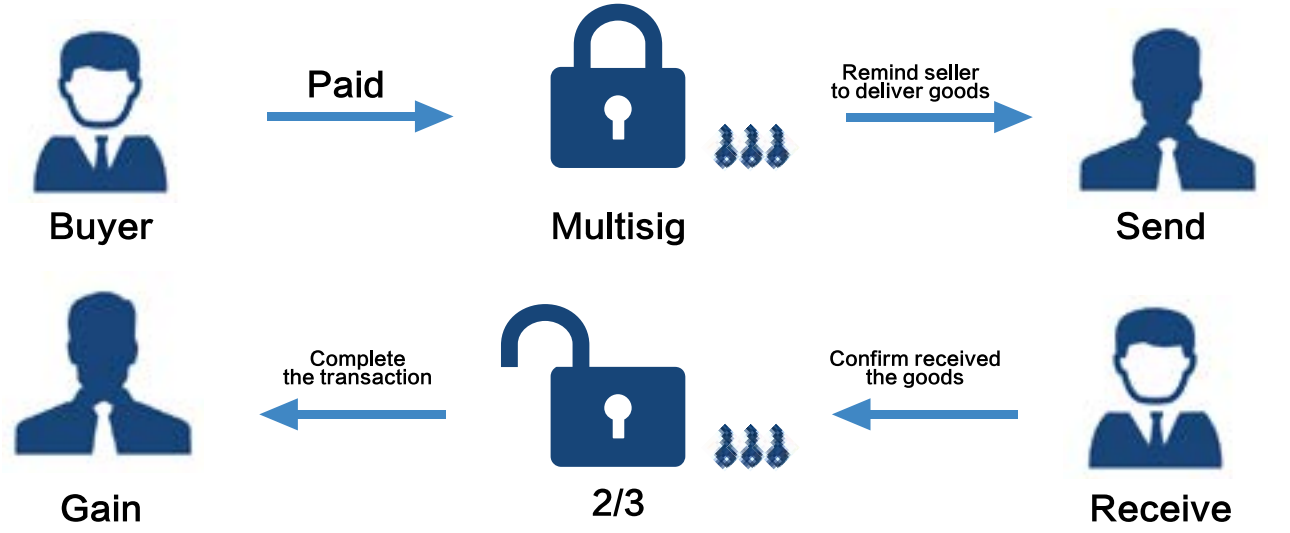 Paid
Remind seller
to deliver goods
Buyer
Multisig
Send
Complete
the transaction
Confirm received
the goods
Gain
2/3
Receive